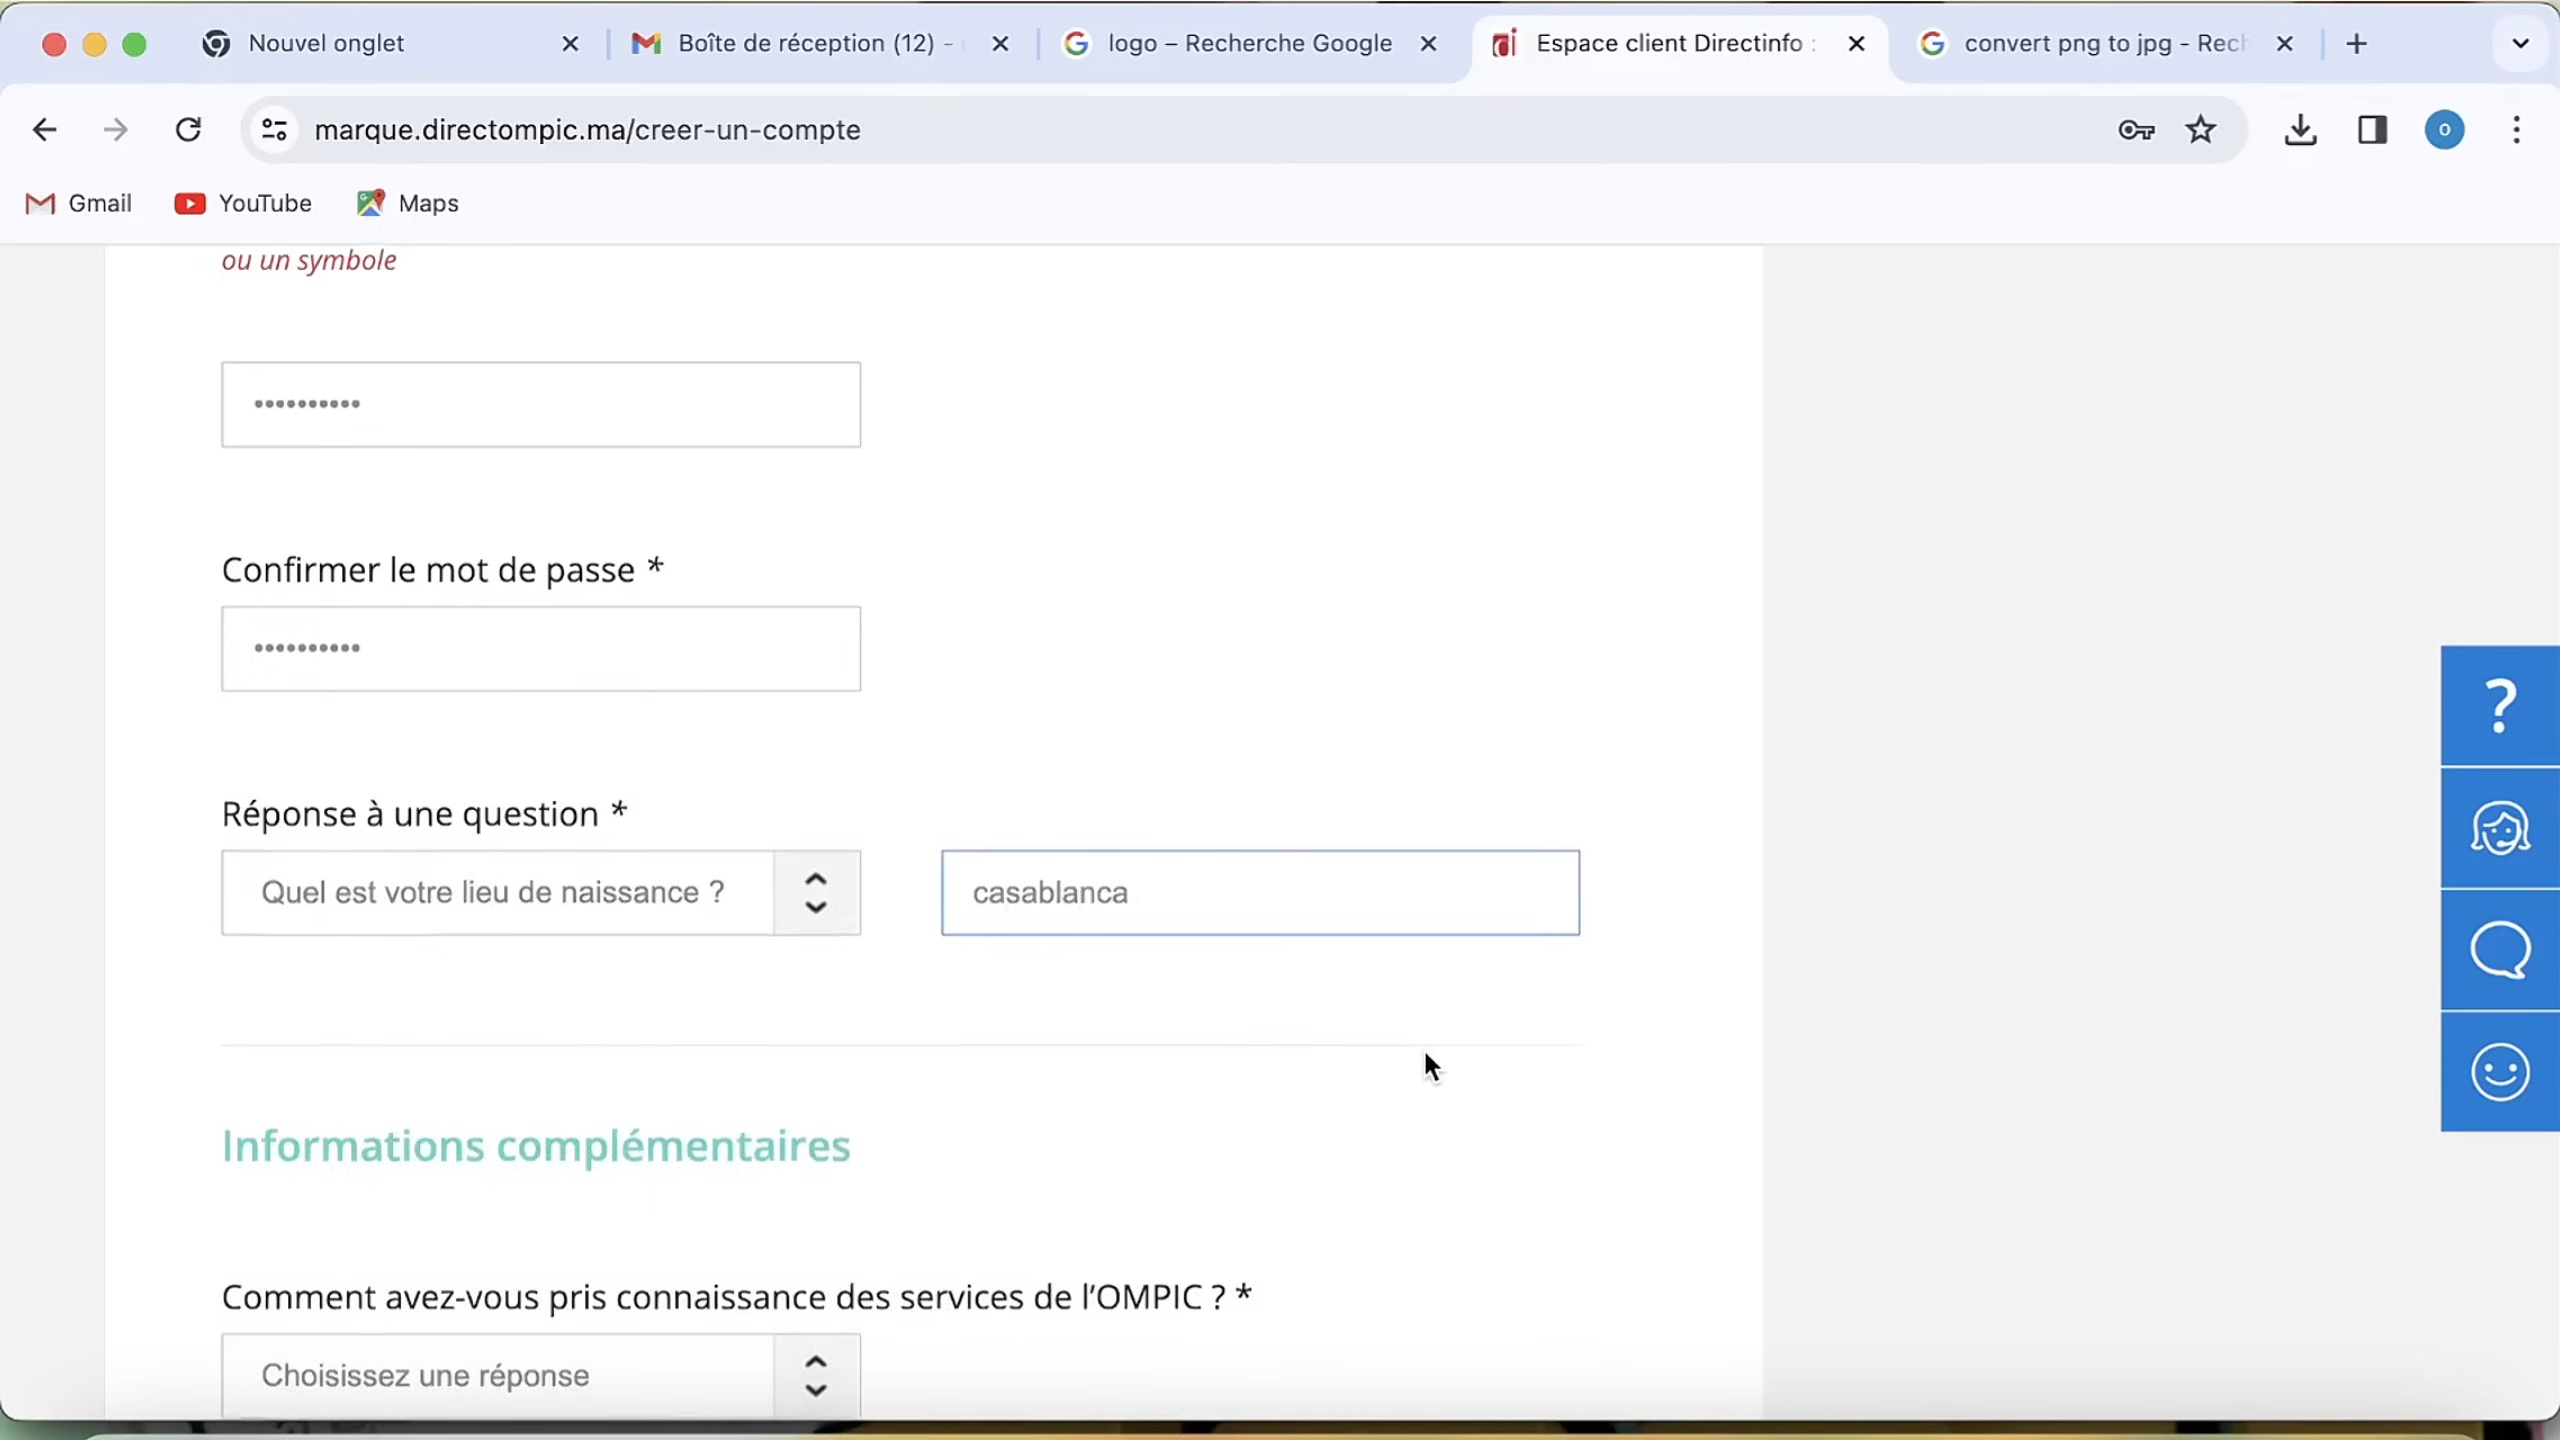 Nouvel onglet
Boîte de réception (12) -
logo – Recherche Google
Espace client Directinfo :
convert png to jpg - Rech
marque.directompic.ma/creer-un-compte
o
Gmail
YouTube
Maps
ou un symbole
••••••••••
Confirmer le mot de passe *
••••••••••
Réponse à une question *
Quel est votre lieu de naissance ?
casablanca
?
Informations complémentaires
Comment avez-vous pris connaissance des services de l’OMPIC ? *
Choisissez une réponse